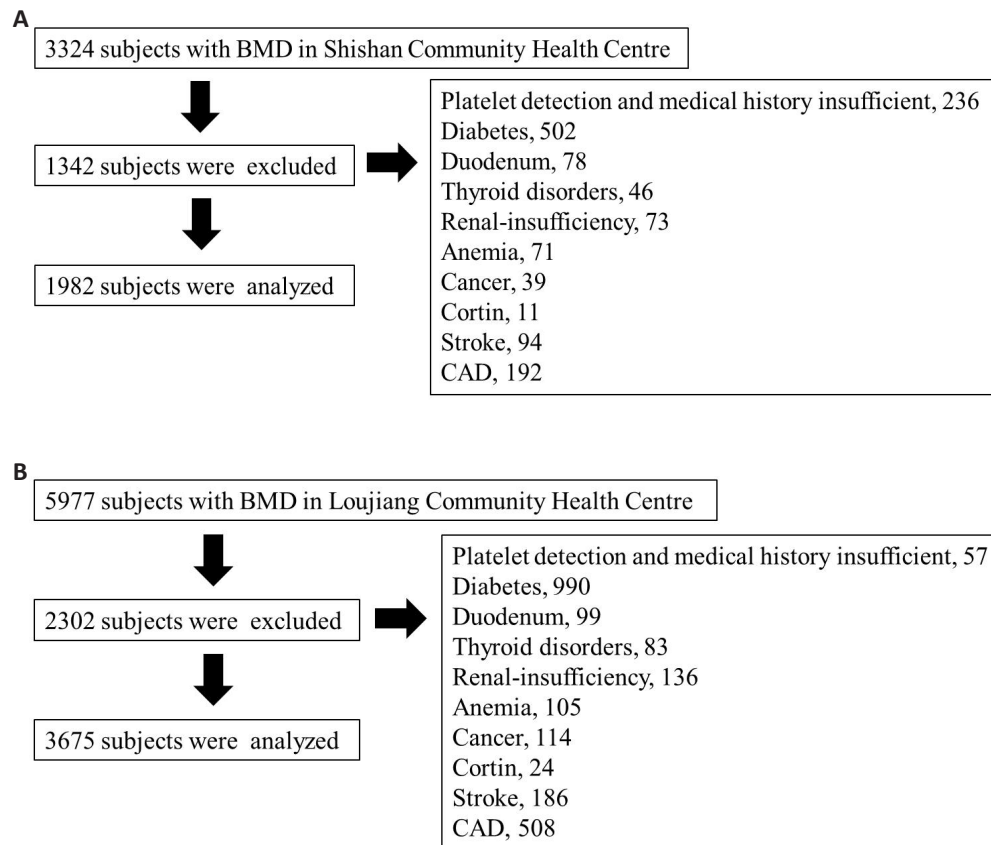 A
3324 subjects with BMD in Shishan Community Health Centre
1342 subjects were excluded
1982 subjects were analyzed
Platelet detection and medical history insufficient, 236
Diabetes, 502
Duodenum, 78
Thyroid disorders, 46
Renal-insufficiency, 73
Anemia, 71
Cancer, 39
Cortin, 11
Stroke, 94
CAD, 192
B
5977 subjects with BMD in Loujiang Community Health Centre
2302 subjects were excluded
3675 subjects were analyzed
Platelet detection and medical history insufficient, 57
Diabetes, 990
Duodenum, 99
Thyroid disorders, 83
Renal-insufficiency, 136
Anemia, 105
Cancer, 114
Cortin, 24
Stroke, 186
CAD, 508